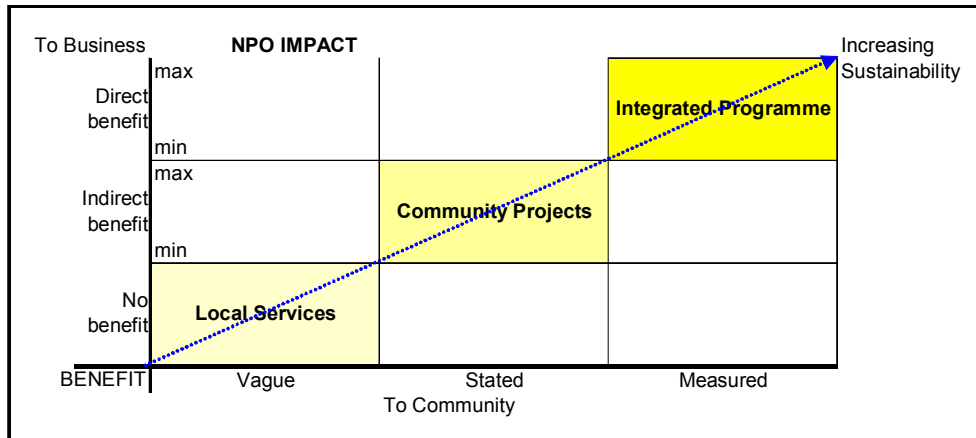 To Business
NPO IMPACT
Increasing
Sustainability
max
Direct
benefit
Integrated Programme
min
max
Indirect
benefit
Community Projects
min
No
benefit
Local Services
BENEFIT
Vague
Stated
Measured
To Community